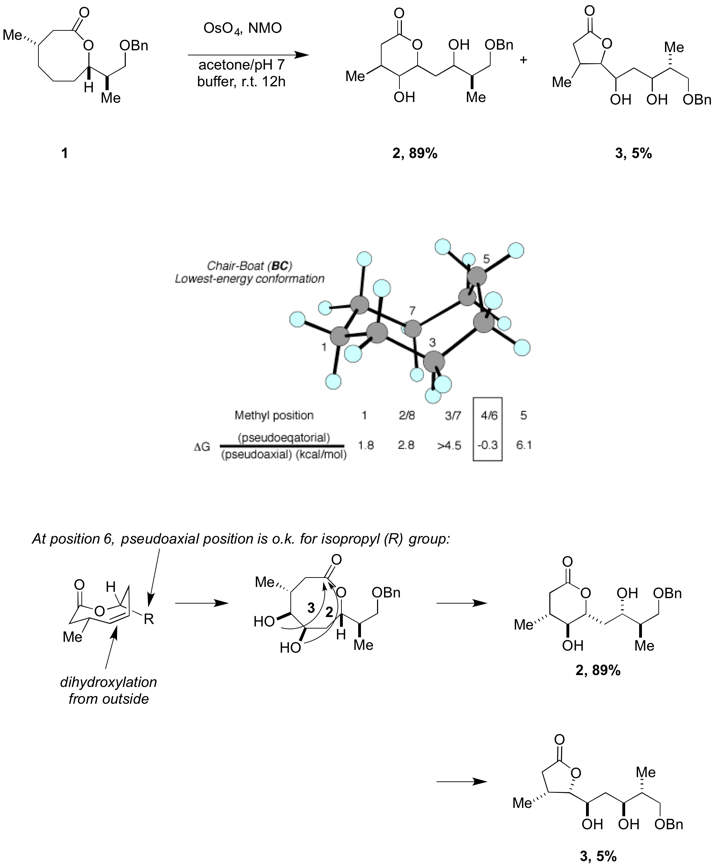 O
Me
O
OBn
H
Me
1
OsO₄, NMO
acetone/pH 7
buffer, r.t. 12h
O
O
OH
OBn
Me
OH
Me
2, 89%
+
O
O
Me
Me
OH
OH
OBn
3, 5%
Chair-Boat (BC)
Lowest-energy conformation
5
7
1
3
Methyl position 1 2/8 3/7 4/6 5
ΔG (pseudoeqatorial)
(pseudoaxial) (kcal/mol) 1.8 2.8 >4.5 -0.3 6.1
At position 6, pseudoaxial position is o.k. for isopropyl (R) group:
O
H
O
R
Me
dihydroxylation
from outside
O
Me
O
OBn
3
2
HO
HO
H
Me
O
O
OH
OBn
Me
OH
Me
2, 89%
O
O
Me
Me
OH
OH
OBn
3, 5%